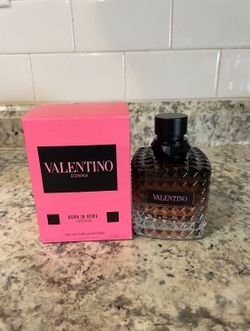 VALENTINO
DONNA
BORN IN ROMA
INTENSE
EAU DE PARFUM INTENSE
VALENTINO